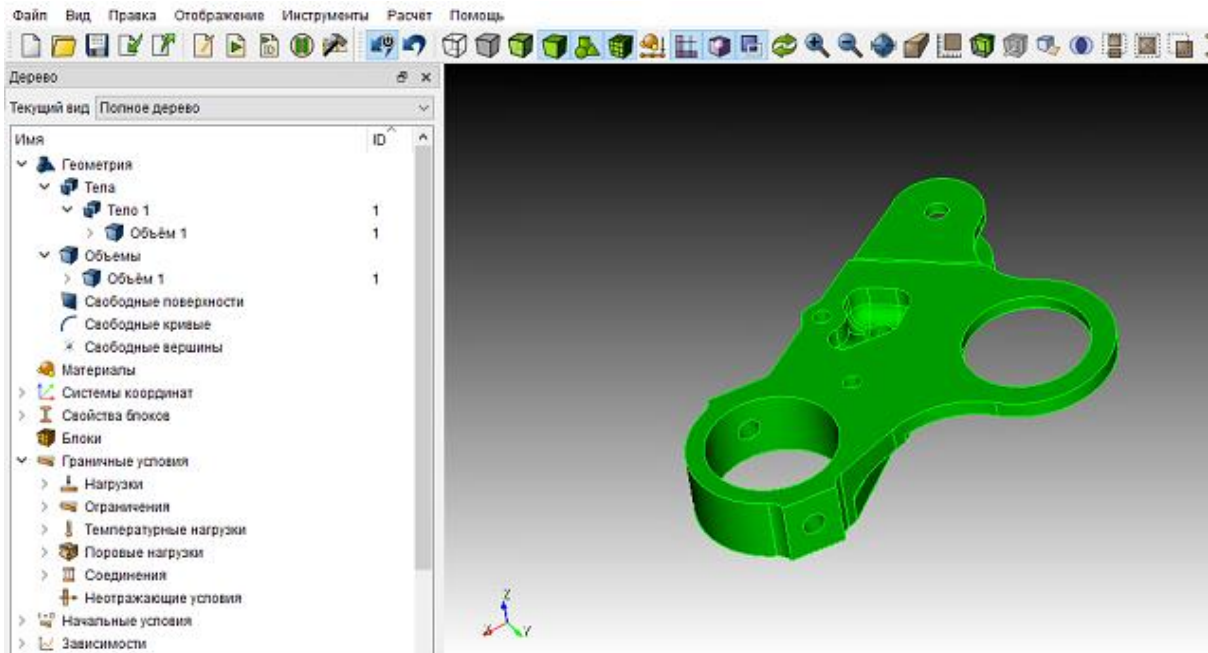 Файл Вид Правка Отображение Инструменты Расчёт Помощь
Дерево
Текущий вид Полное дерево
Имя ID
Геометрия
Тела
Тело 1 1
Объём 1 1
Объемы
Объём 1 1
Свободные поверхности
Свободные кривые
Свободные вершины
Материалы
Системы координат
Свойства блоков
Блоки
Граничные условия
Нагрузки
Ограничения
Температурные нагрузки
Поровые нагрузки
Соединения
Неотражающие условия
Начальные условия
Зависимости
Z
X Y